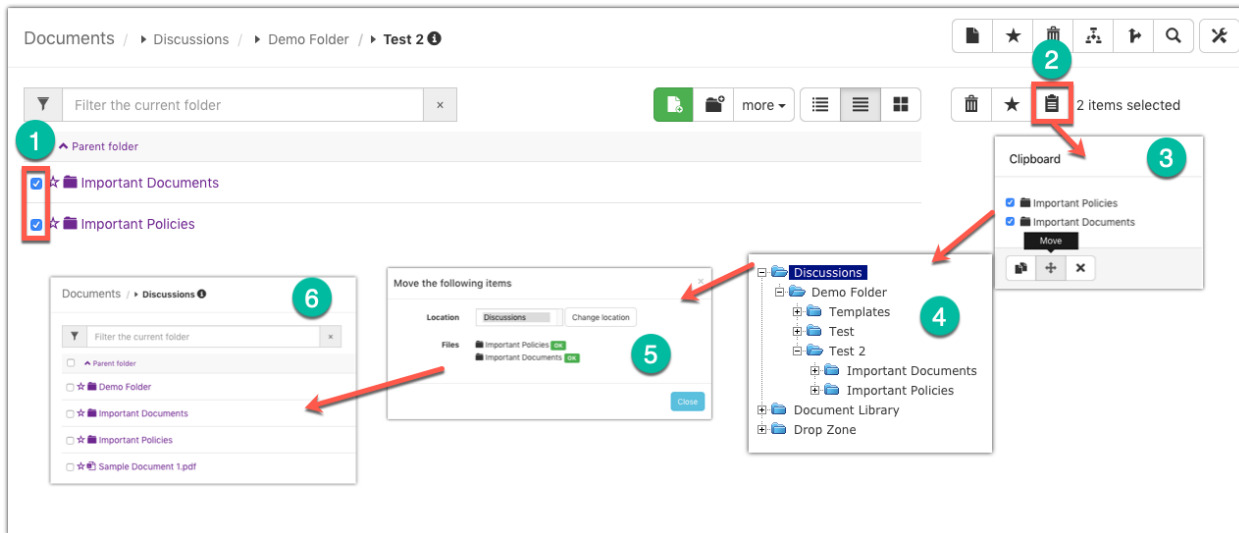 Documents / ▸ Discussions / ▸ Demo Folder / ▸ Test 2
2
Filter the current folder ×
more
2 items selected
1
Parent folder
Important Documents
Important Policies
Clipboard
3
Important Policies
Important Documents
Move
Discussions
Demo Folder
4
Templates
Test
Test 2
Important Documents
Important Policies
Document Library
Drop Zone
Move the following items ×
Location Discussions Change location
Files Important Policies OK
Important Documents OK
5
Close
Documents / ▸ Discussions
6
Filter the current folder ×
Parent folder
Demo Folder
Important Documents
Important Policies
Sample Document 1.pdf